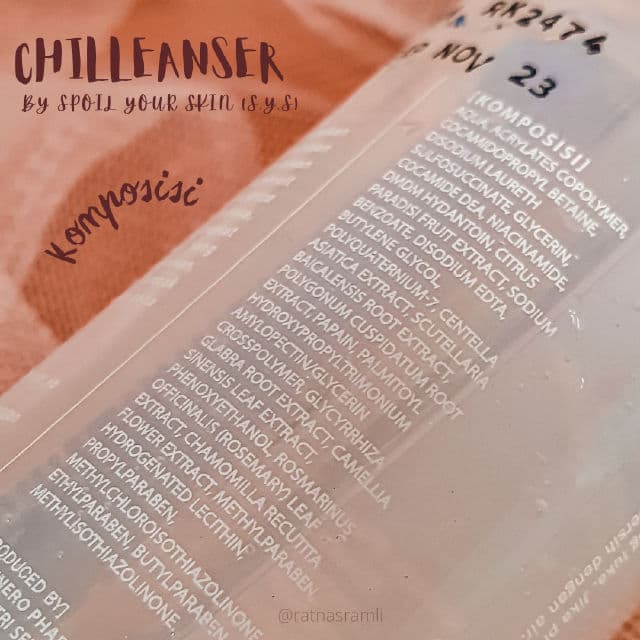 CHILLEANSER
BY SPOIL YOUR SKIN (S.Y.S)
Komposisi
RK2474
NOV 23
[KOMPOSISI]
AQUA, ACRYLATES COPOLYMER,
COCAMIDOPROPYL BETAINE,
DISODIUM LAURETH
SULFOSUCCINATE, GLYCERIN,
COCAMIDE DEA, NIACINAMIDE,
DMDM HYDANTOIN, CITRUS
PARADISI FRUIT EXTRACT, SODIUM
BENZOATE, DISODIUM EDTA,
BUTYLENE GLYCOL,
POLYQUATERNIUM-7, CENTELLA
ASIATICA EXTRACT, SCUTELLARIA
BAICALENSIS ROOT EXTRACT,
POLYGONUM CUSPIDATUM ROOT
EXTRACT, PAPAIN, PALMITOYL
HYDROXYPROPYLTRIMONIUM
AMYLOPECTIN/GLYCERIN
CROSSPOLYMER, GLYCYRRHIZA
GLABRA ROOT EXTRACT, CAMELLIA
SINENSIS LEAF EXTRACT,
PHENOXYETHANOL, ROSMARINUS
OFFICINALIS (ROSEMARY) LEAF
EXTRACT, CHAMOMILLA RECUTITA
FLOWER EXTRACT, METHYLPARABEN,
HYDROGENATED LECITHIN,
PROPYLPARABEN,
METHYLCHLOROISOTHIAZOLINONE
ETHYLPARABEN, BUTYLPARABEN
METHYLISOTHIAZOLINONE
ODUCED BY]
NERO PHAR
@ratnasramli